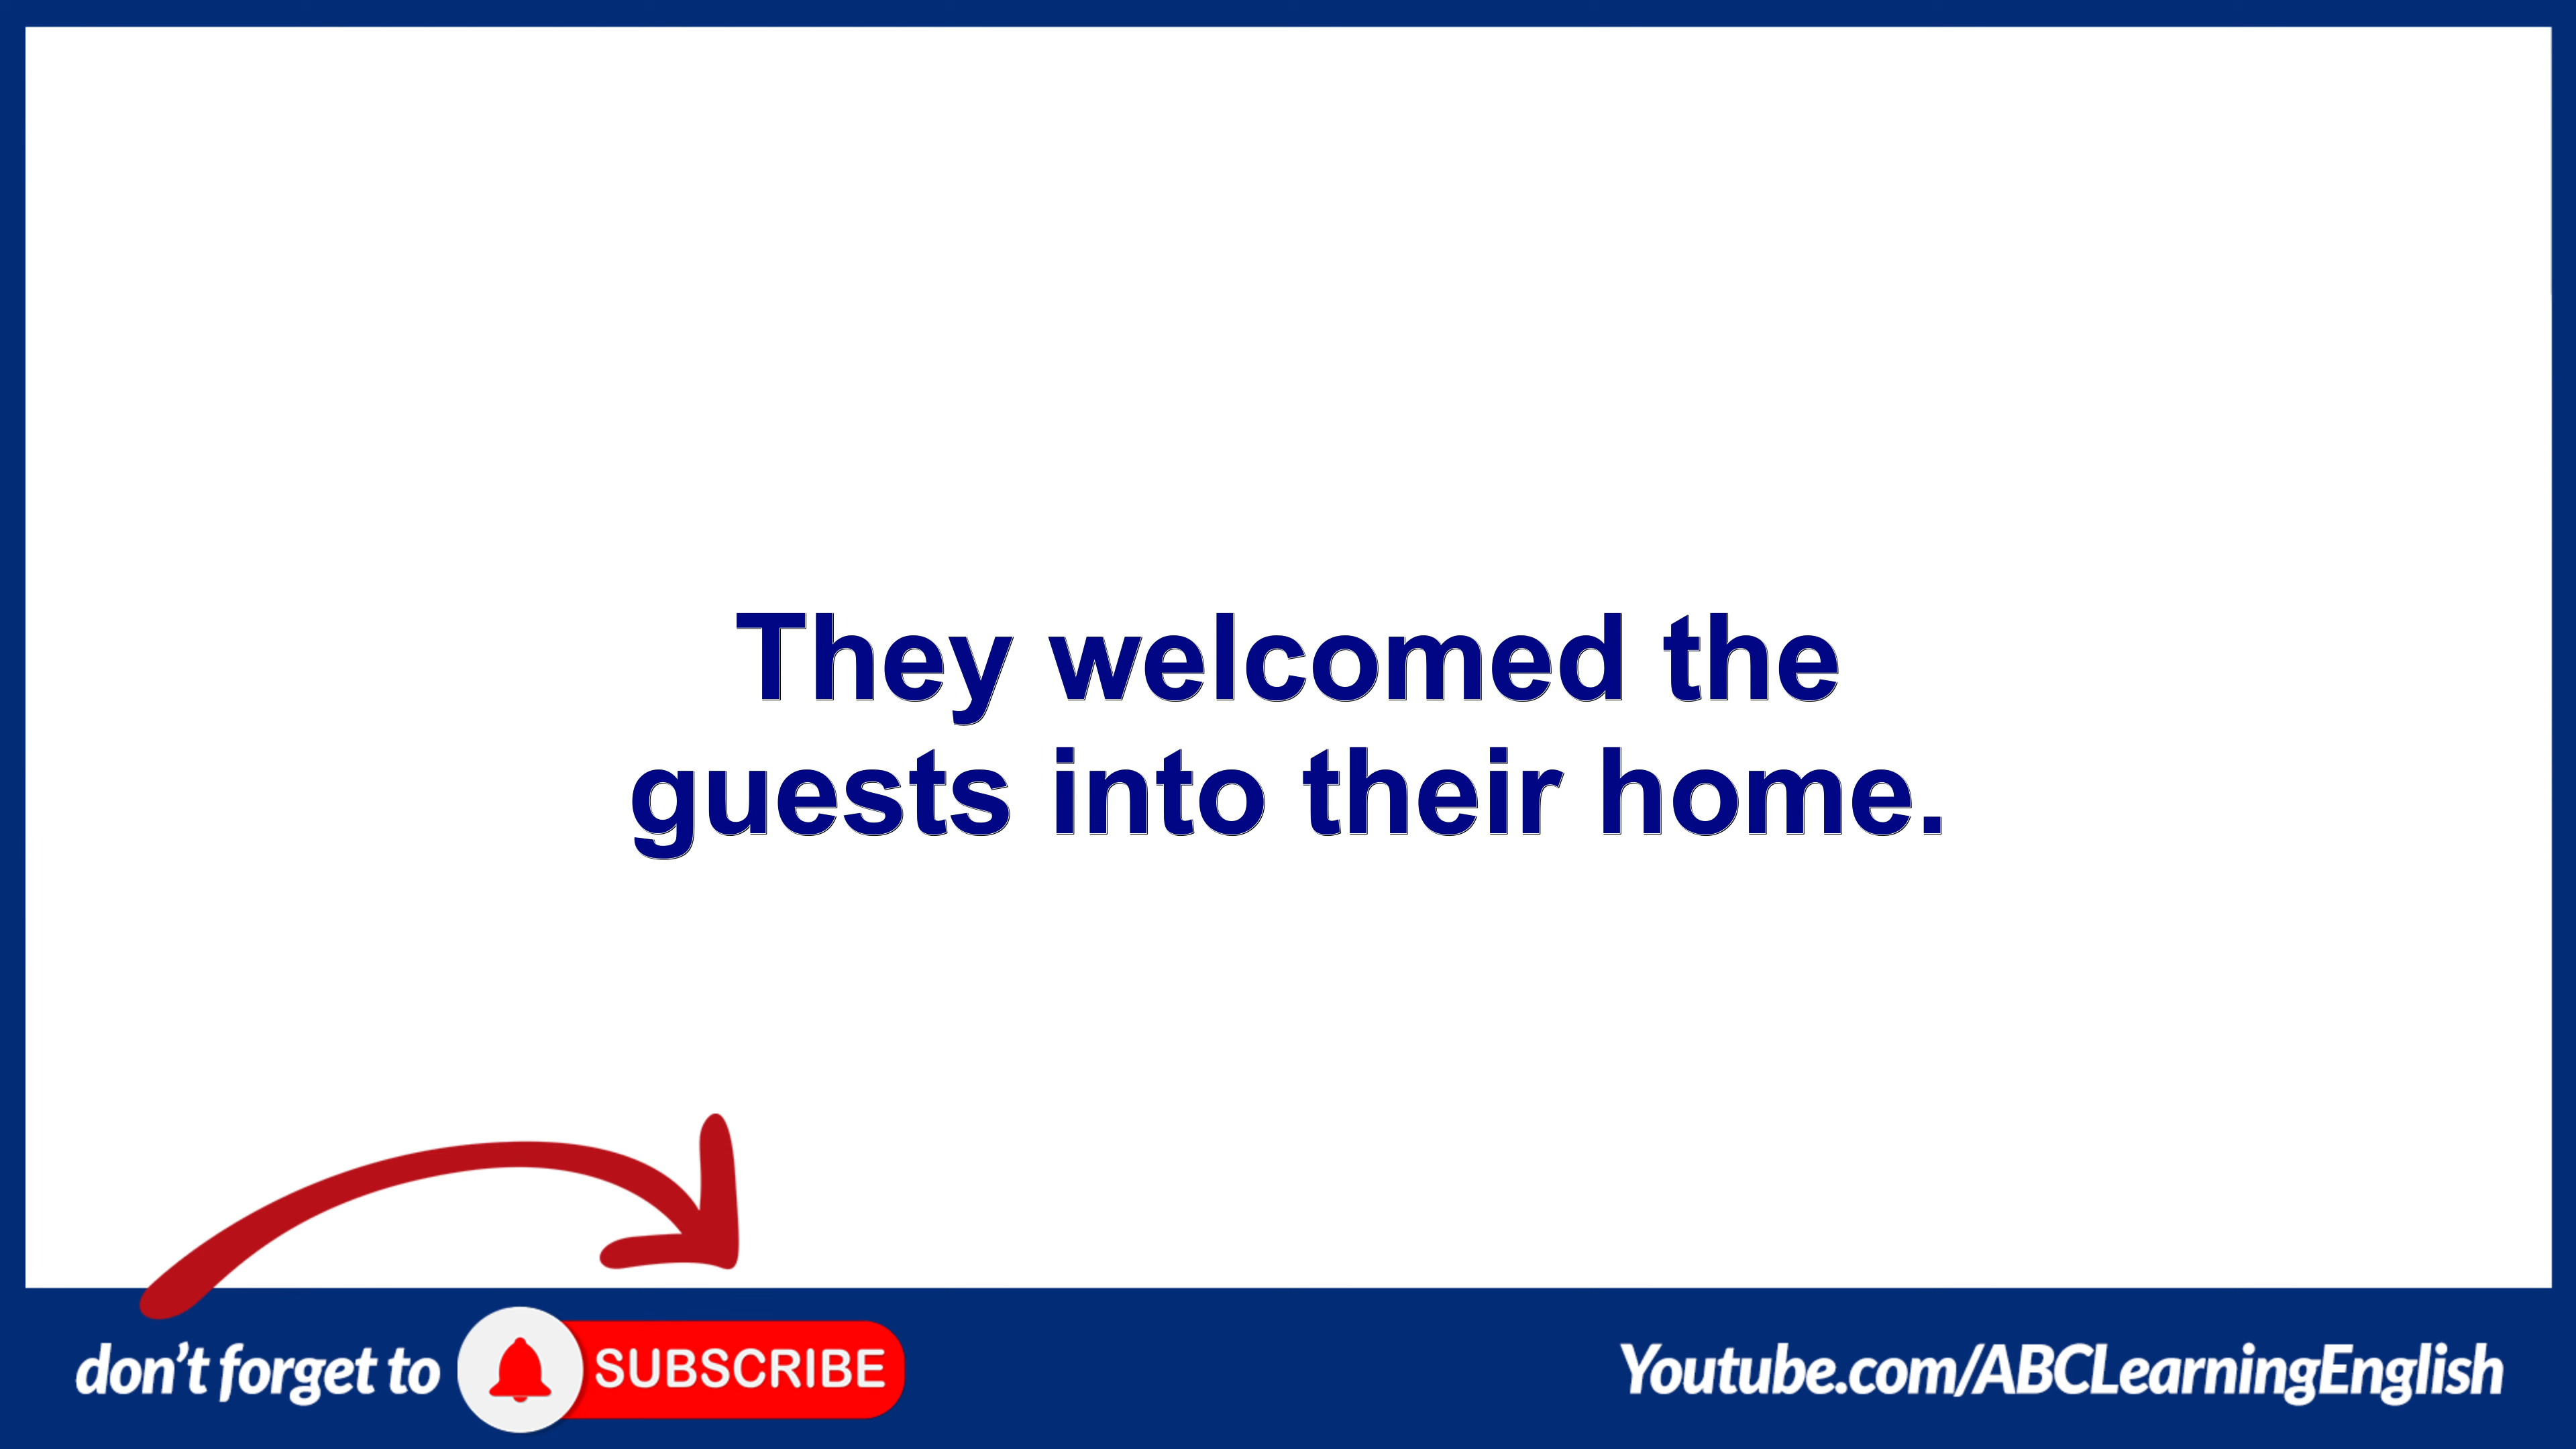 They welcomed the
guests into their home.
don't forget to SUBSCRIBE
Youtube.com/ABCLearningEnglish